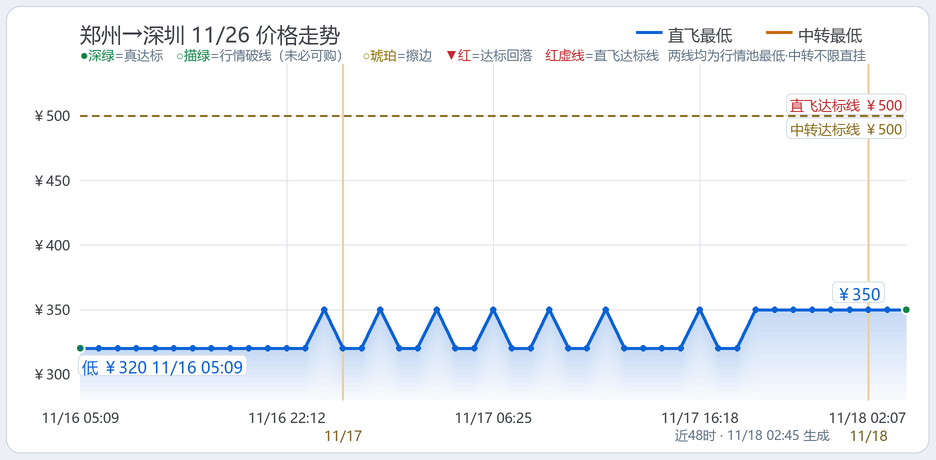 郑州→深圳 11/26 价格走势
直飞最低 中转最低
●深绿=真达标 ○描绿=行情破线（未必可购） ○琥珀=擦边 ▼红=达标回落 红虚线=直飞达标线 两线均为行情池最低·中转不限直挂
直飞达标线 ￥500
￥500
中转达标线 ￥500
￥450
￥400
￥350
￥350
低 ￥320 11/16 05:09
￥300
11/16 05:09 11/16 22:12 11/17 06:25 11/17 16:18 11/18 02:07
11/17 近48时 · 11/18 02:45 生成 11/18